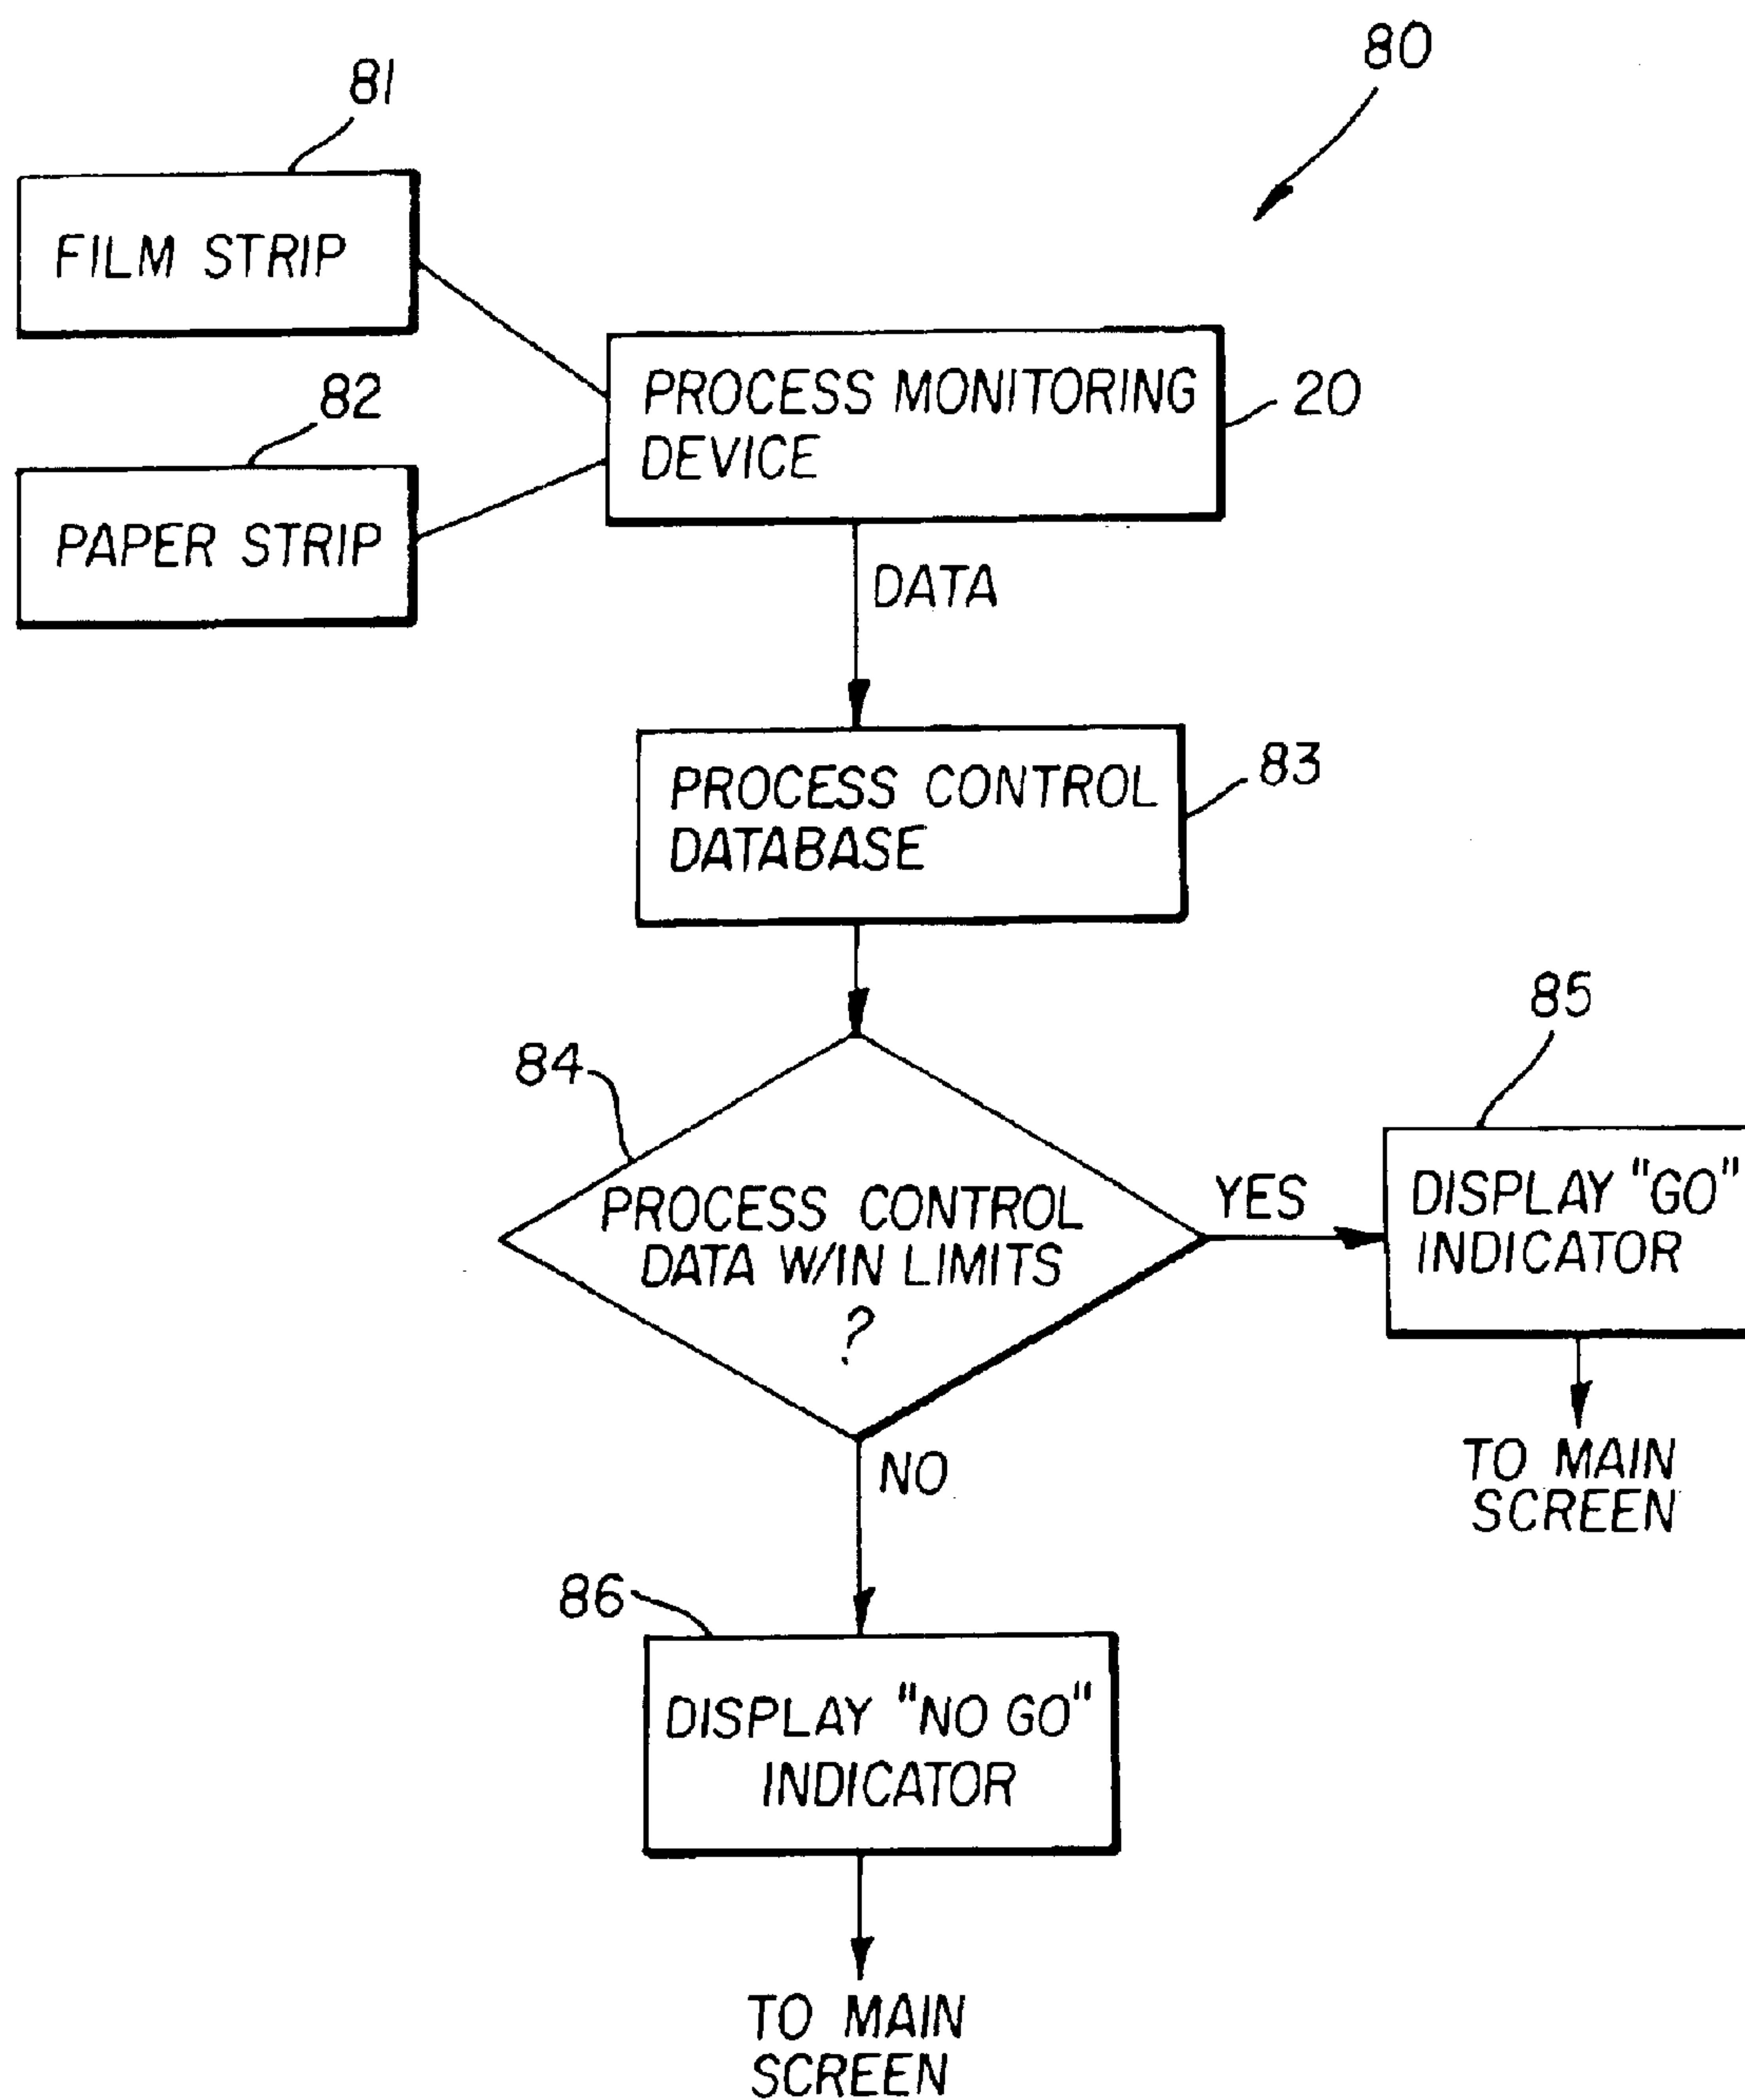 80
81
FILM STRIP
82
PAPER STRIP
PROCESS MONITORING
DEVICE
20
DATA
PROCESS CONTROL
DATABASE
83
84
PROCESS CONTROL
DATA W/IN LIMITS
?
YES
85
DISPLAY "GO"
INDICATOR
TO MAIN
SCREEN
NO
86
DISPLAY "NO GO"
INDICATOR
TO MAIN
SCREEN